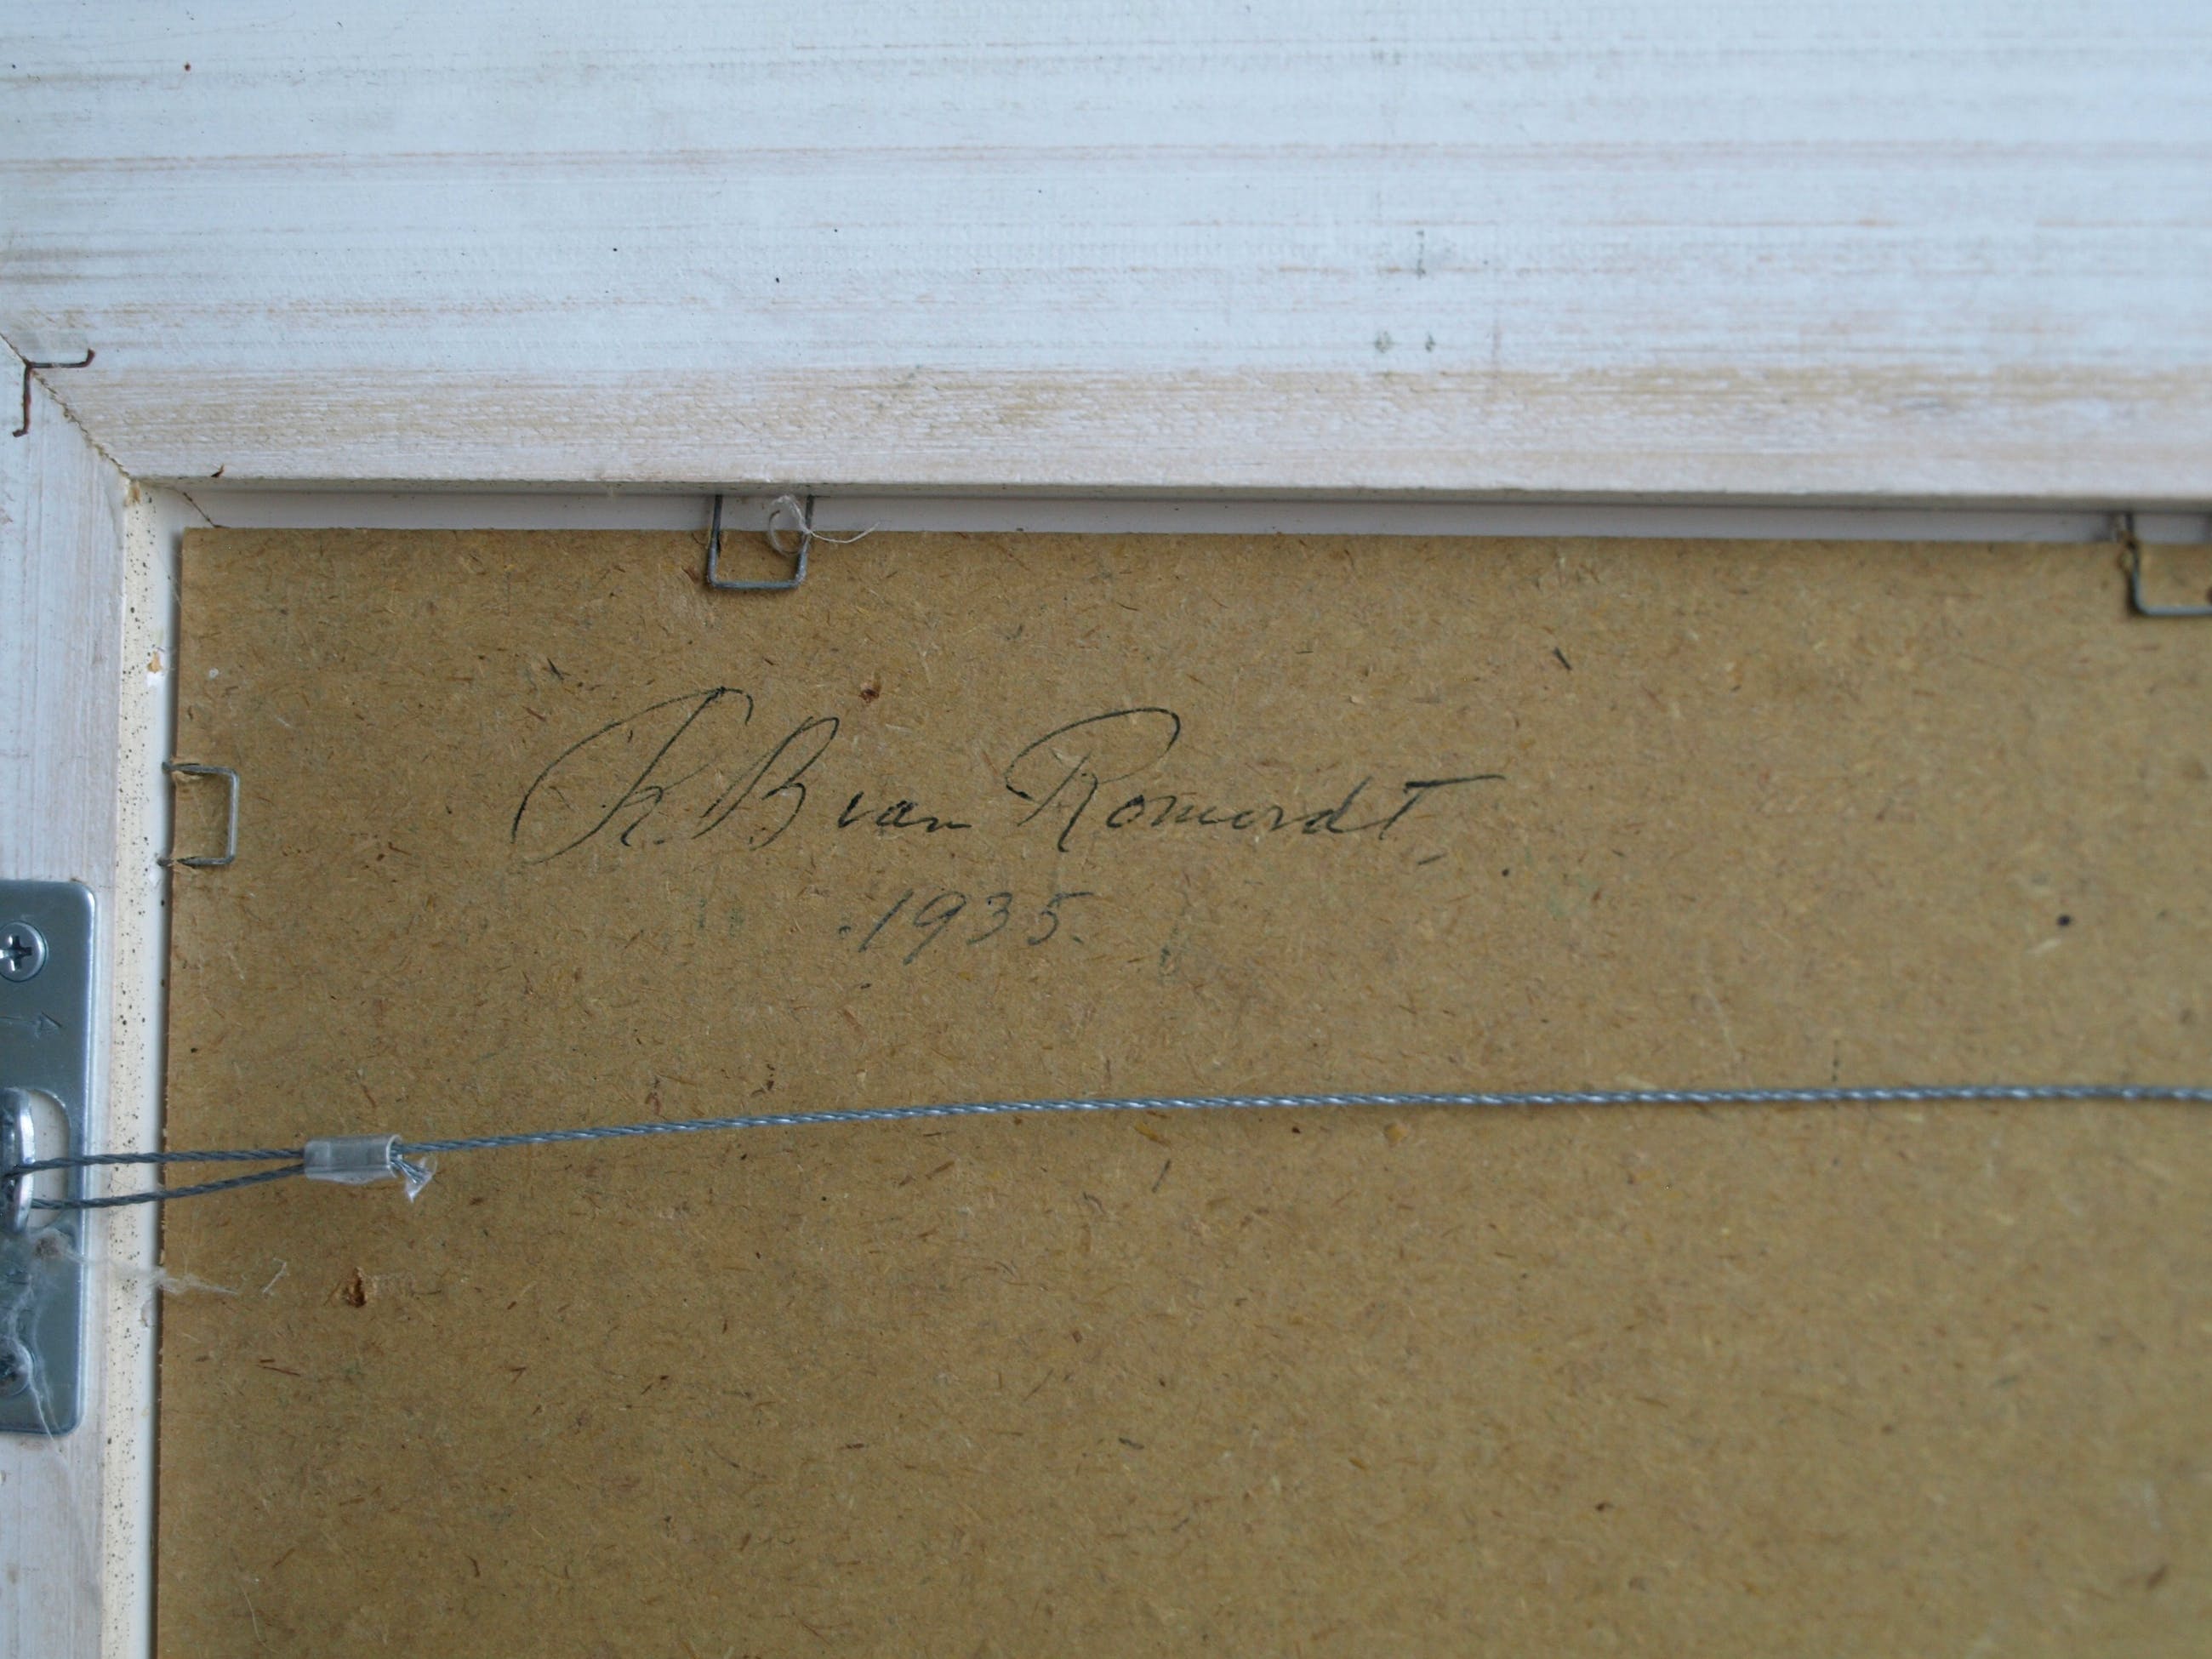 K. B van Romondt.
1935.